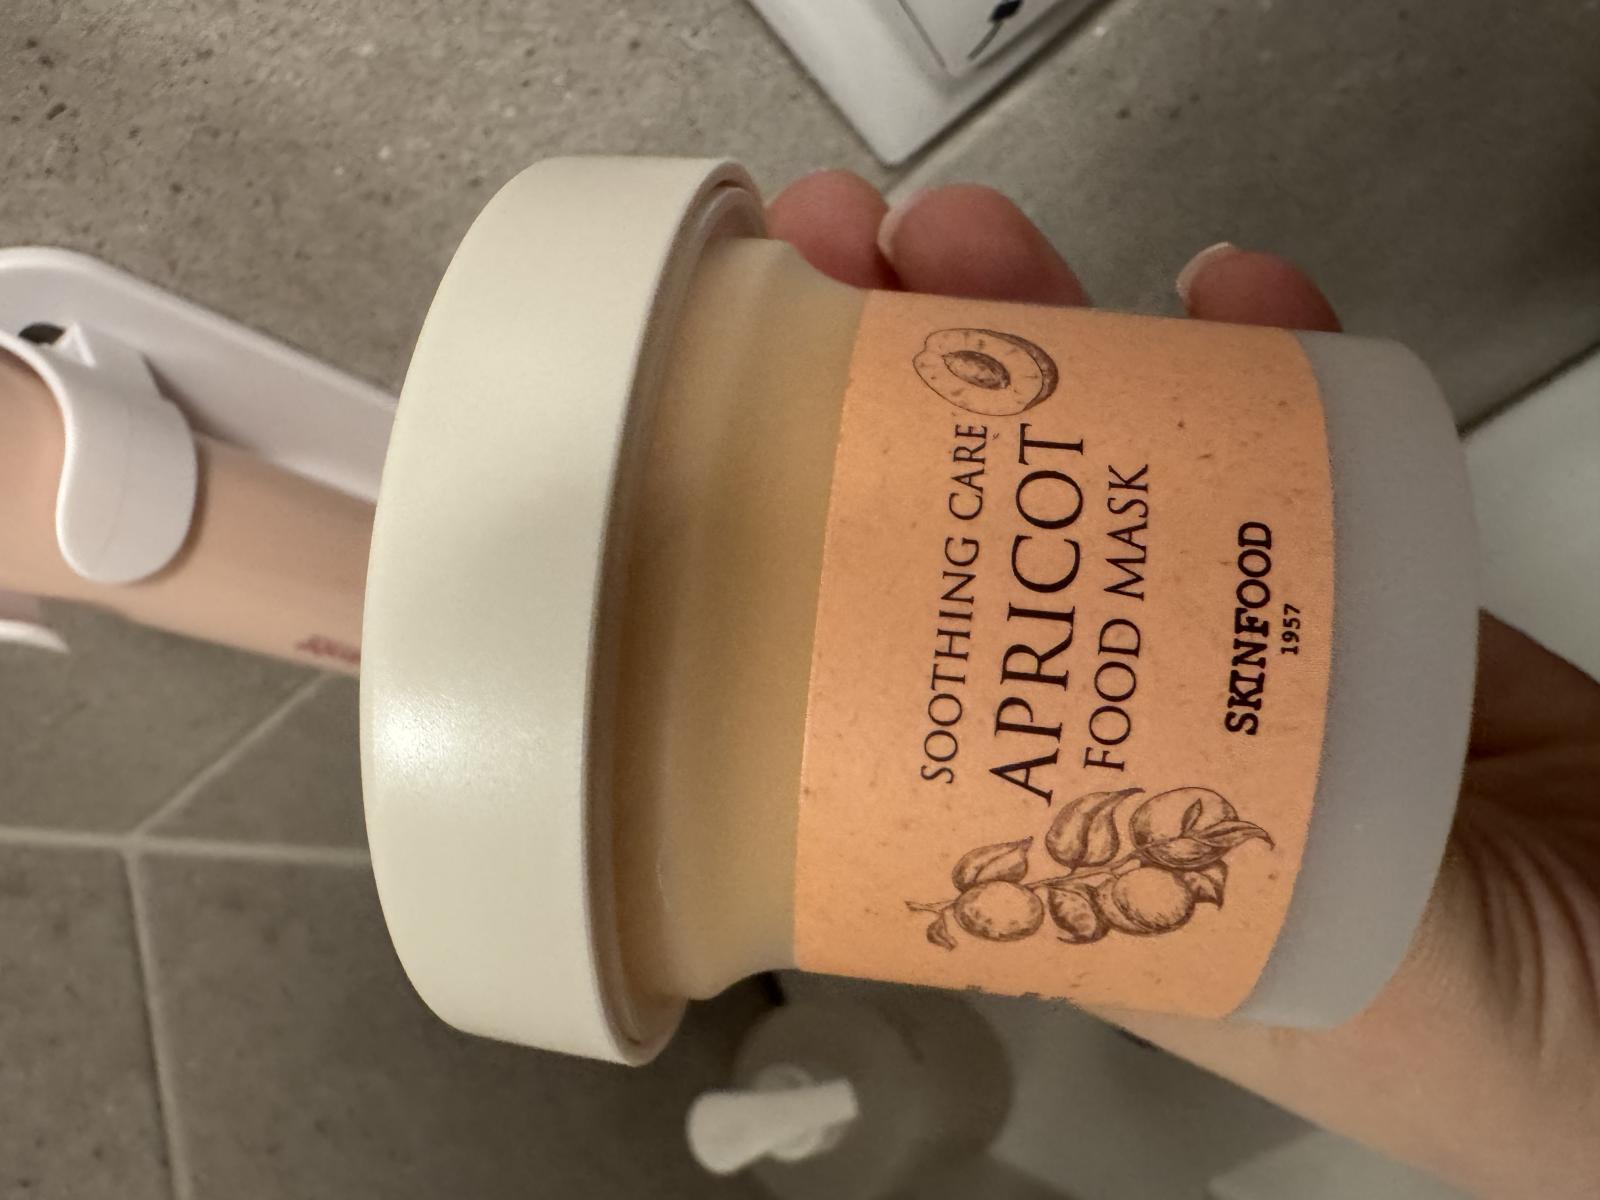 SOOTHING CARE
APRICOT
FOOD MASK
SKINFOOD
1957